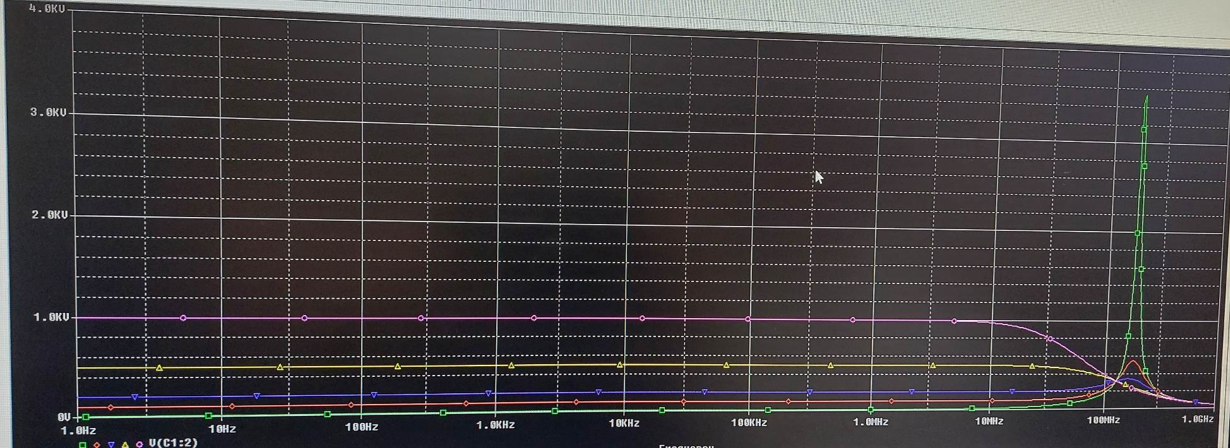 4.0KV
3.0KV
2.0KV
1.0KV
0V
1.0Hz 10Hz 100Hz 1.0KHz 10KHz 100KHz 1.0MHz 10MHz 100MHz 1.0GHz
V(C1:2)
Frequency